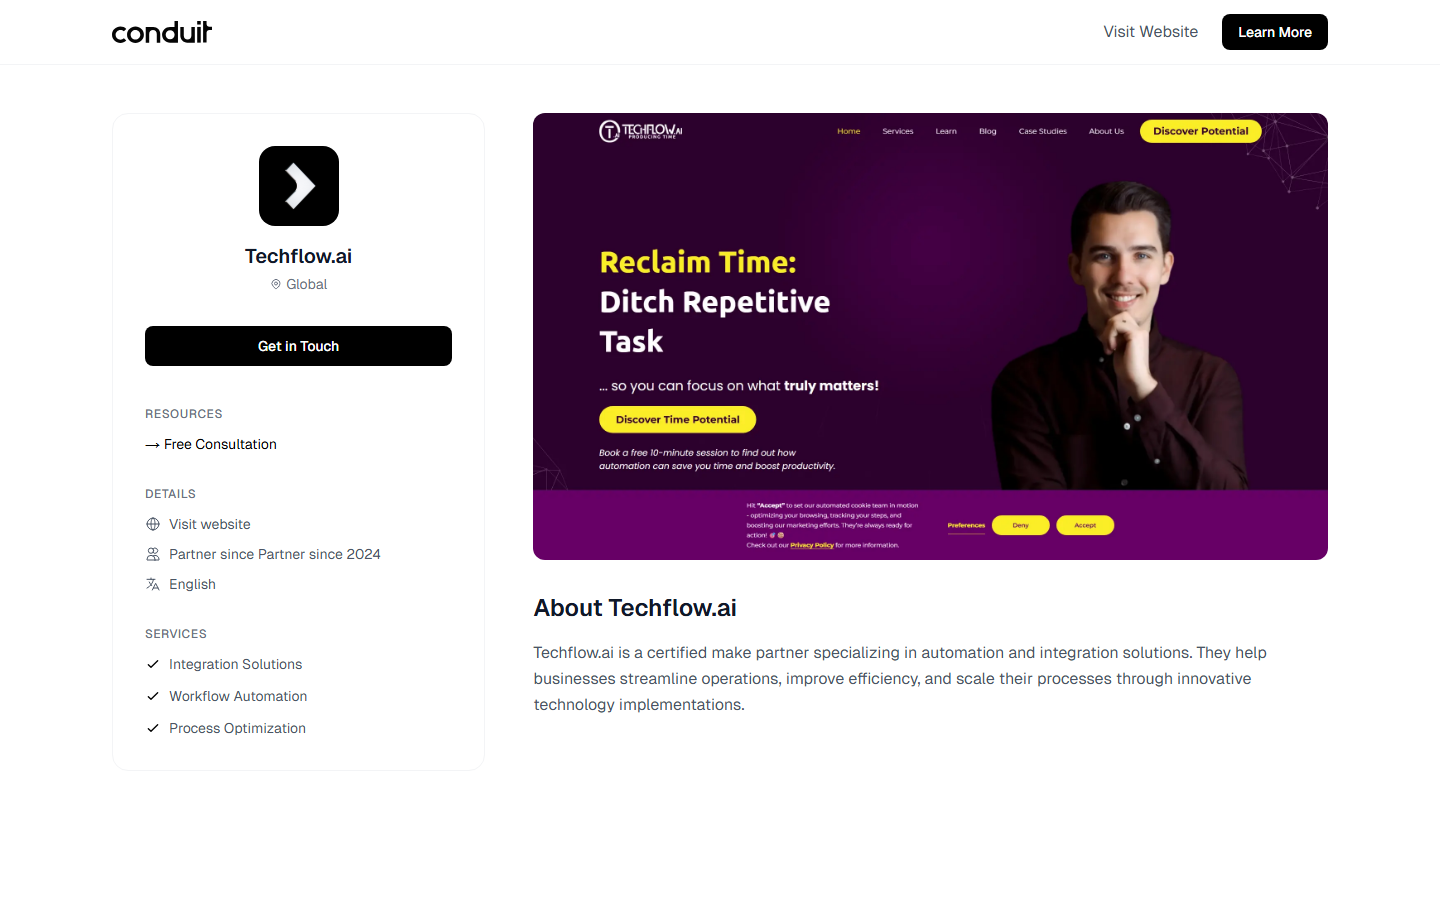 conduit
Visit Website
Learn More
Techflow.ai
Global
Get in Touch
RESOURCES
→ Free Consultation
DETAILS
Visit website
Partner since Partner since 2024
English
SERVICES
Integration Solutions
Workflow Automation
Process Optimization
TECHFLOW.AI
PRODUCING TIME
Home
Services
Learn
Blog
Case Studies
About Us
Discover Potential
Reclaim Time:
Ditch Repetitive
Task
... so you can focus on what truly matters!
Discover Time Potential
Book a free 10-minute session to find out how
automation can save you time and boost productivity.
Hit "Accept" to set our automated cookie team in motion
- optimizing your browsing, tracking your steps, and
boosting our marketing efforts. They're always ready for
action!
Check out our Privacy Policy for more information.
Preferences
Deny
Accept
About Techflow.ai
Techflow.ai is a certified make partner specializing in automation and integration solutions. They help
businesses streamline operations, improve efficiency, and scale their processes through innovative
technology implementations.